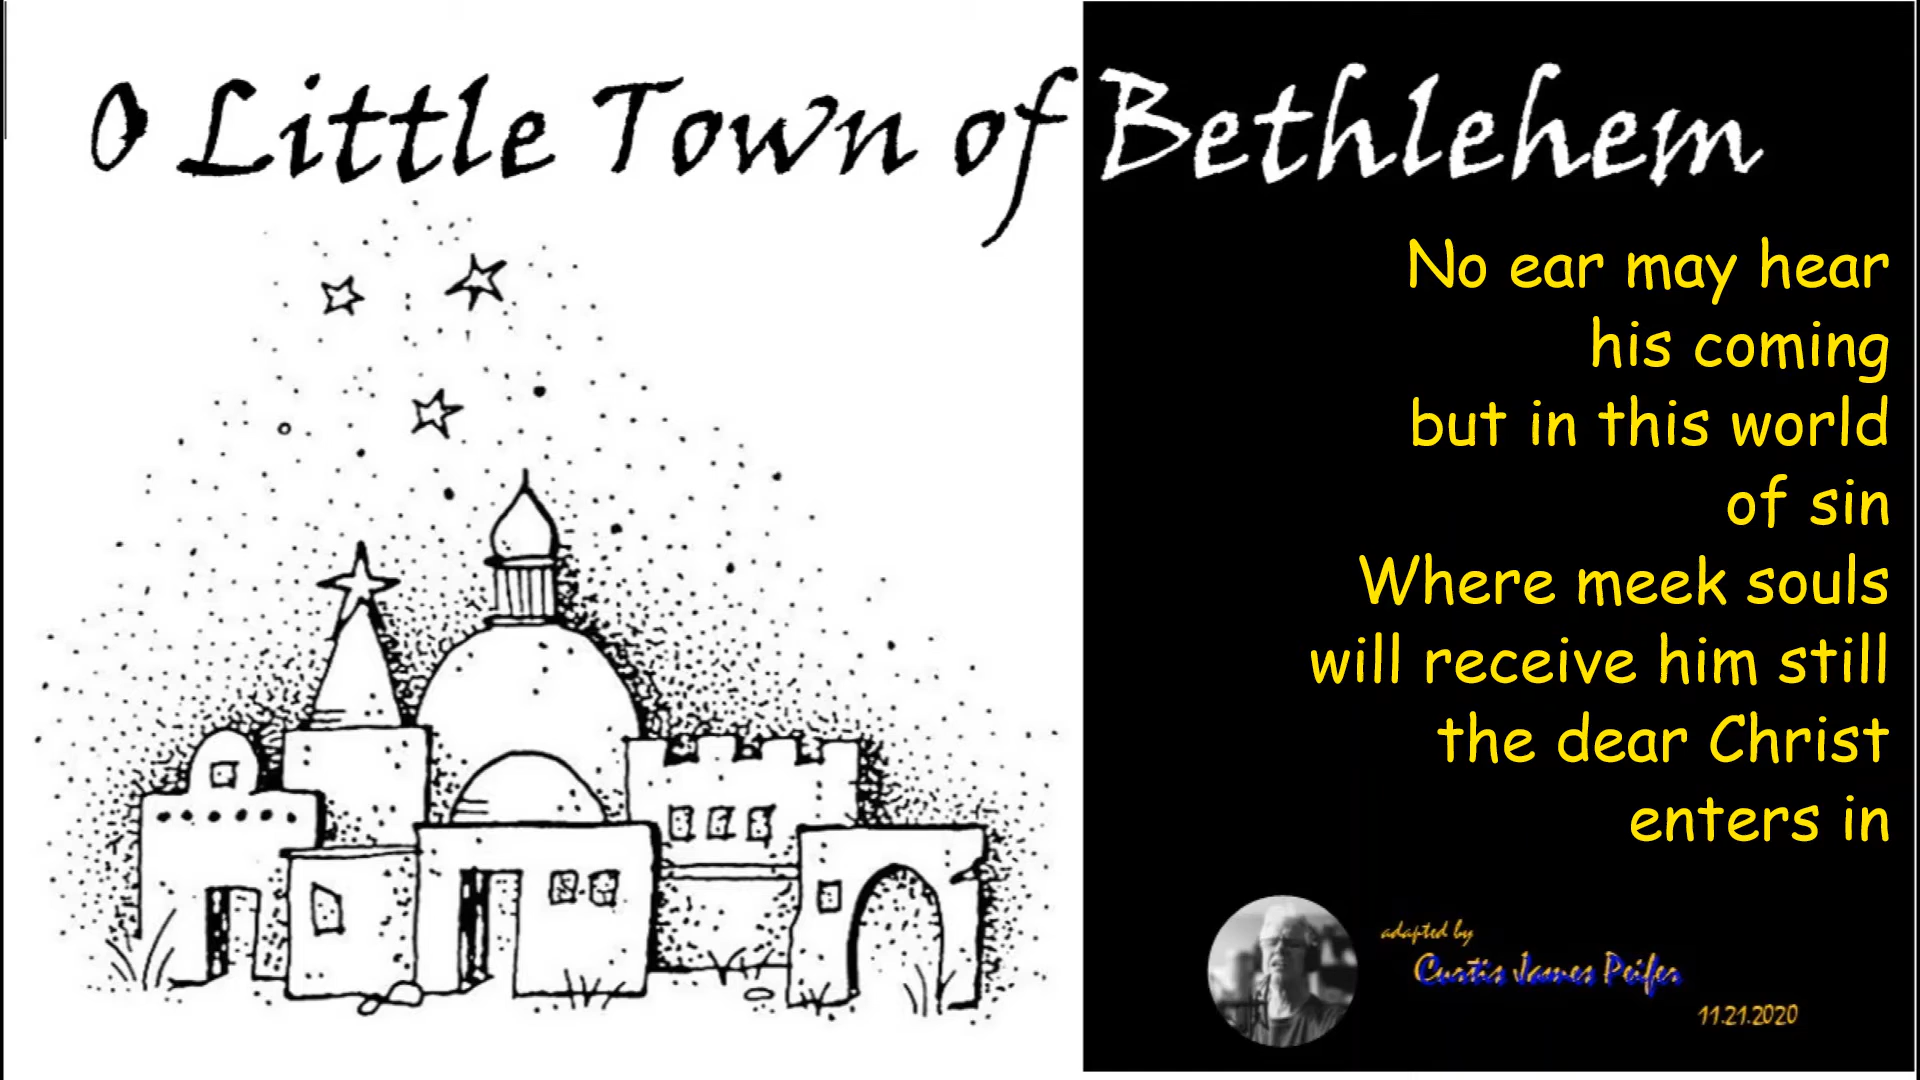 O Little Town of Bethlehem
No ear may hear
his coming
but in this world
of sin
Where meek souls
will receive him still
the dear Christ
enters in
adapted by
Curtis James Peifer
11.21.2020